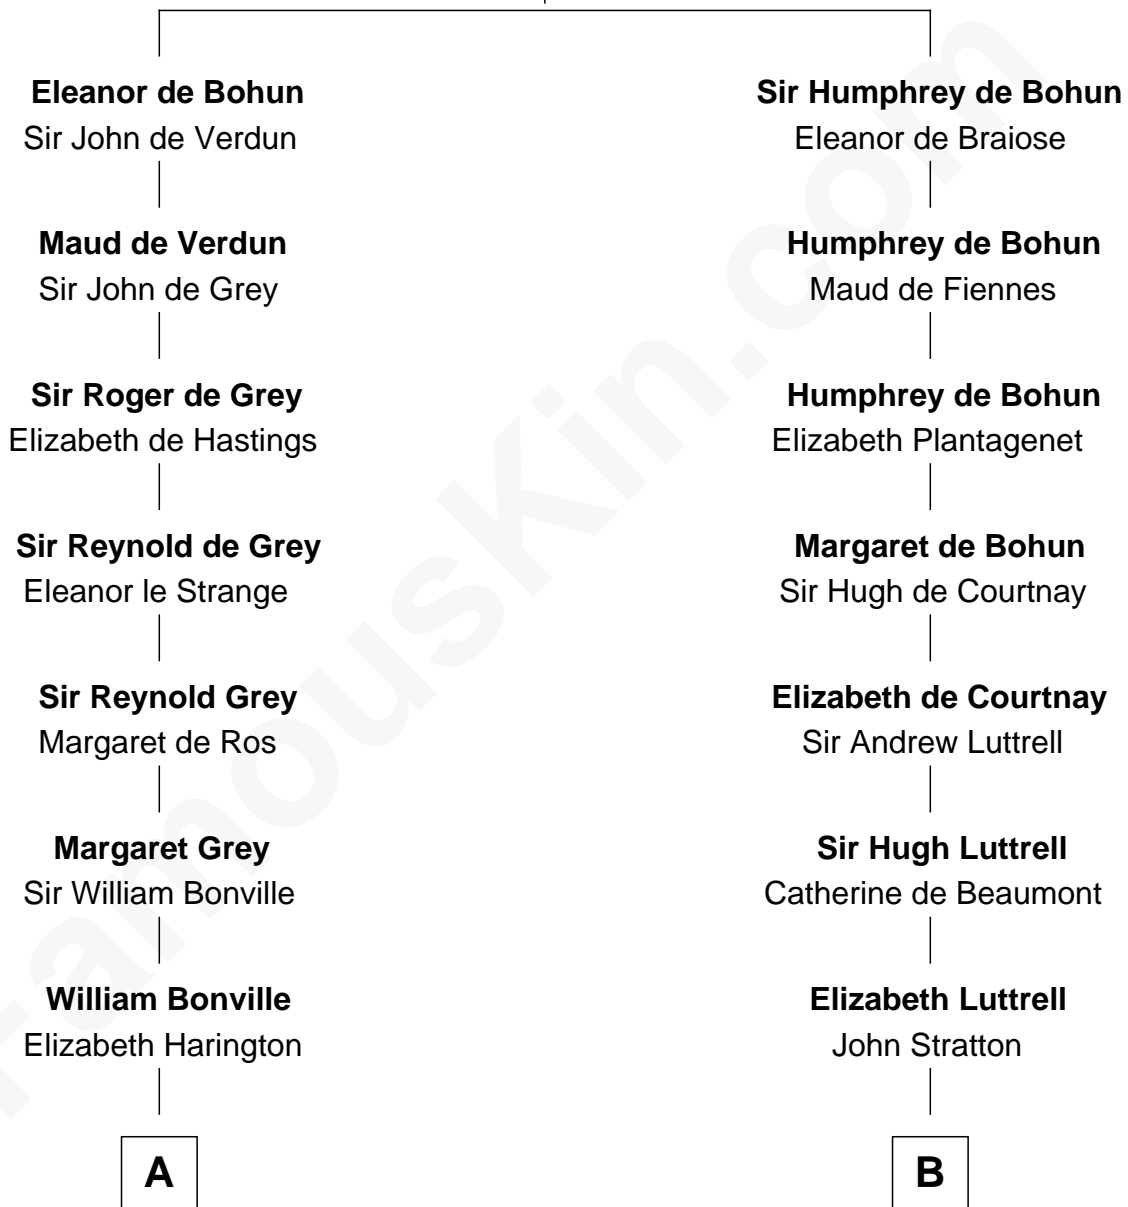 Eleanor de Bohun
Sir John de Verdun
Maud de Verdun
Sir John de Grey
Sir Roger de Grey
Elizabeth de Hastings
Sir Reynold de Grey
Eleanor le Strange
Sir Reynold Grey
Margaret de Ros
Margaret Grey
Sir William Bonville
William Bonville
Elizabeth Harington
A
Sir Humphrey de Bohun
Eleanor de Braiose
Humphrey de Bohun
Maud de Fiennes
Humphrey de Bohun
Elizabeth Plantagenet
Margaret de Bohun
Sir Hugh de Courtnay
Elizabeth de Courtnay
Sir Andrew Luttrell
Sir Hugh Luttrell
Catherine de Beaumont
Elizabeth Luttrell
John Stratton
B
FamousKin.com